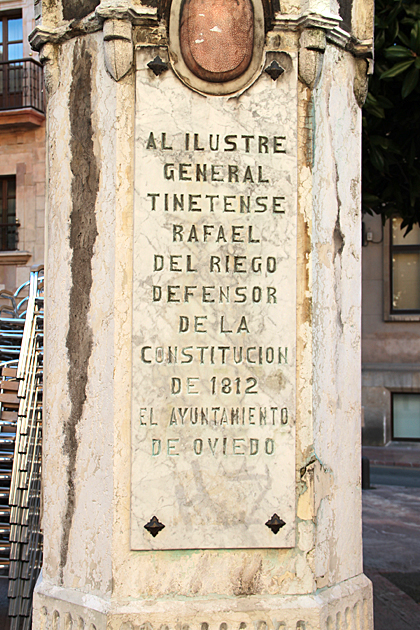 AL ILUSTRE
GENERAL
TINETENSE
RAFAEL
DEL RIEGO
DEFENSOR
DE LA
CONSTITUCION
DE 1812
EL AYUNTAMIENTO
DE OVIEDO